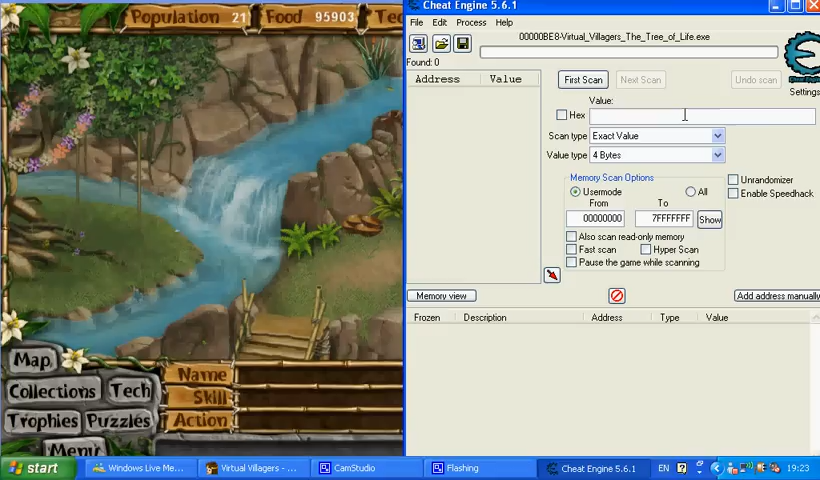 Population 21 Food 95903 Tec
Cheat Engine 5.6.1
File Edit Process Help
00000BE8-Virtual_Villagers_The_Tree_of_Life.exe
Found: 0
Address Value
First Scan Next Scan Undo scan
Settings
Value:
Hex
Scan type Exact Value
Value type 4 Bytes
Memory Scan Options
Usermode All
From To
00000000 7FFFFFFF Show
Also scan read-only memory
Fast scan Hyper Scan
Pause the game while scanning
Unrandomizer
Enable Speedhack
Memory view Add address manually
Frozen Description Address Type Value
Map
Collections Tech
Trophies Puzzles
Menu
Name
Skill
Action
start Windows Live Me... Virtual Villagers - ... CamStudio Flashing Cheat Engine 5.6.1 EN 19:23